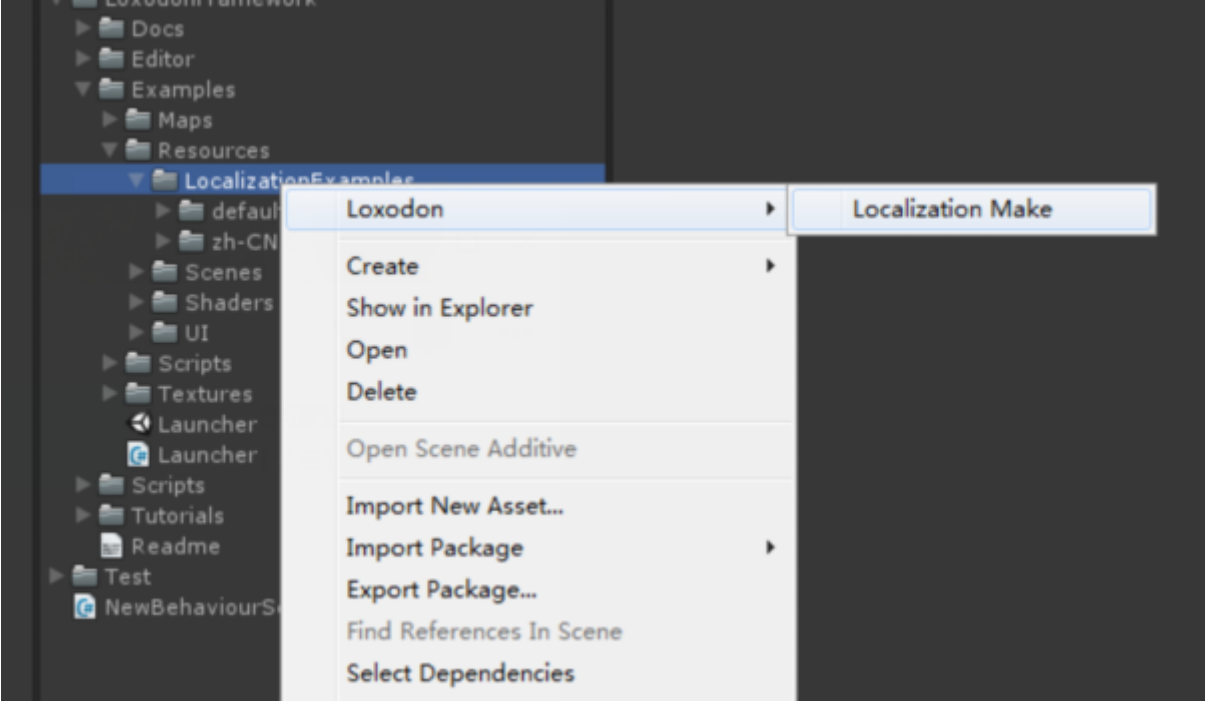 LoxodonFramework
Docs
Editor
Examples
Maps
Resources
LocalizationExamples
default
zh-CN
Scenes
Shaders
UI
Scripts
Textures
Launcher
Launcher
Scripts
Tutorials
Readme
Test
NewBehaviourSc
Loxodon
Create
Show in Explorer
Open
Delete
Open Scene Additive
Import New Asset...
Import Package
Export Package...
Find References In Scene
Select Dependencies
Localization Make